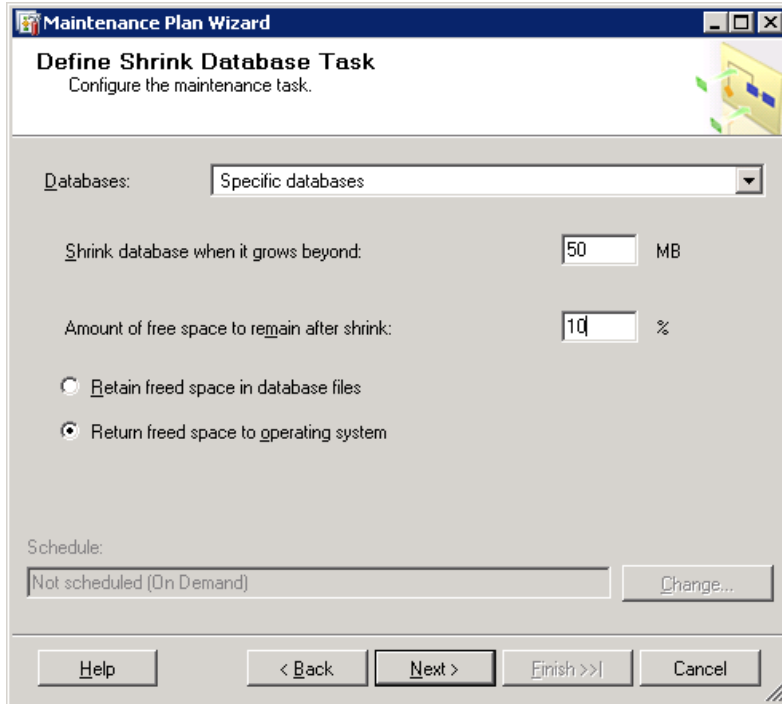 Maintenance Plan Wizard
Define Shrink Database Task
Configure the maintenance task.
Databases: Specific databases
Shrink database when it grows beyond: 50 MB
Amount of free space to remain after shrink: 10 %
Retain freed space in database files
Return freed space to operating system
Schedule:
Not scheduled (On Demand) Change...
Help < Back Next > Finish >>| Cancel